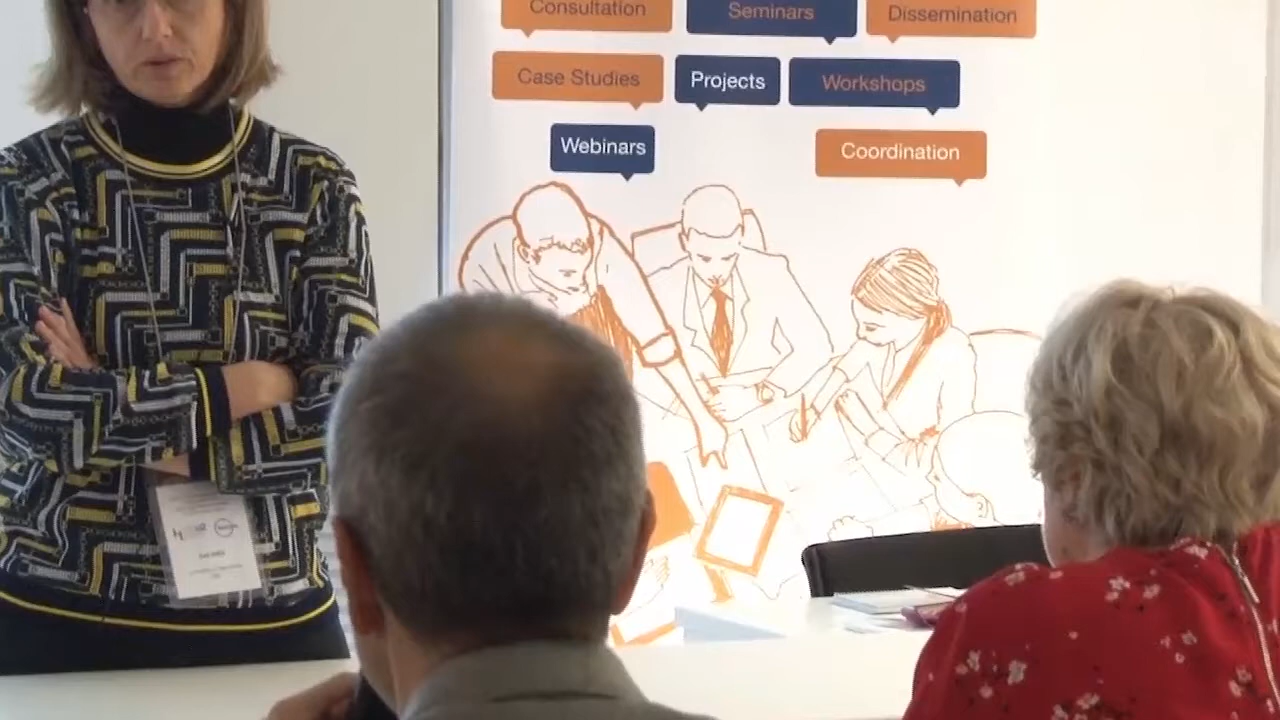 Consultation
Seminars
Dissemination
Case Studies
Projects
Workshops
Webinars
Coordination